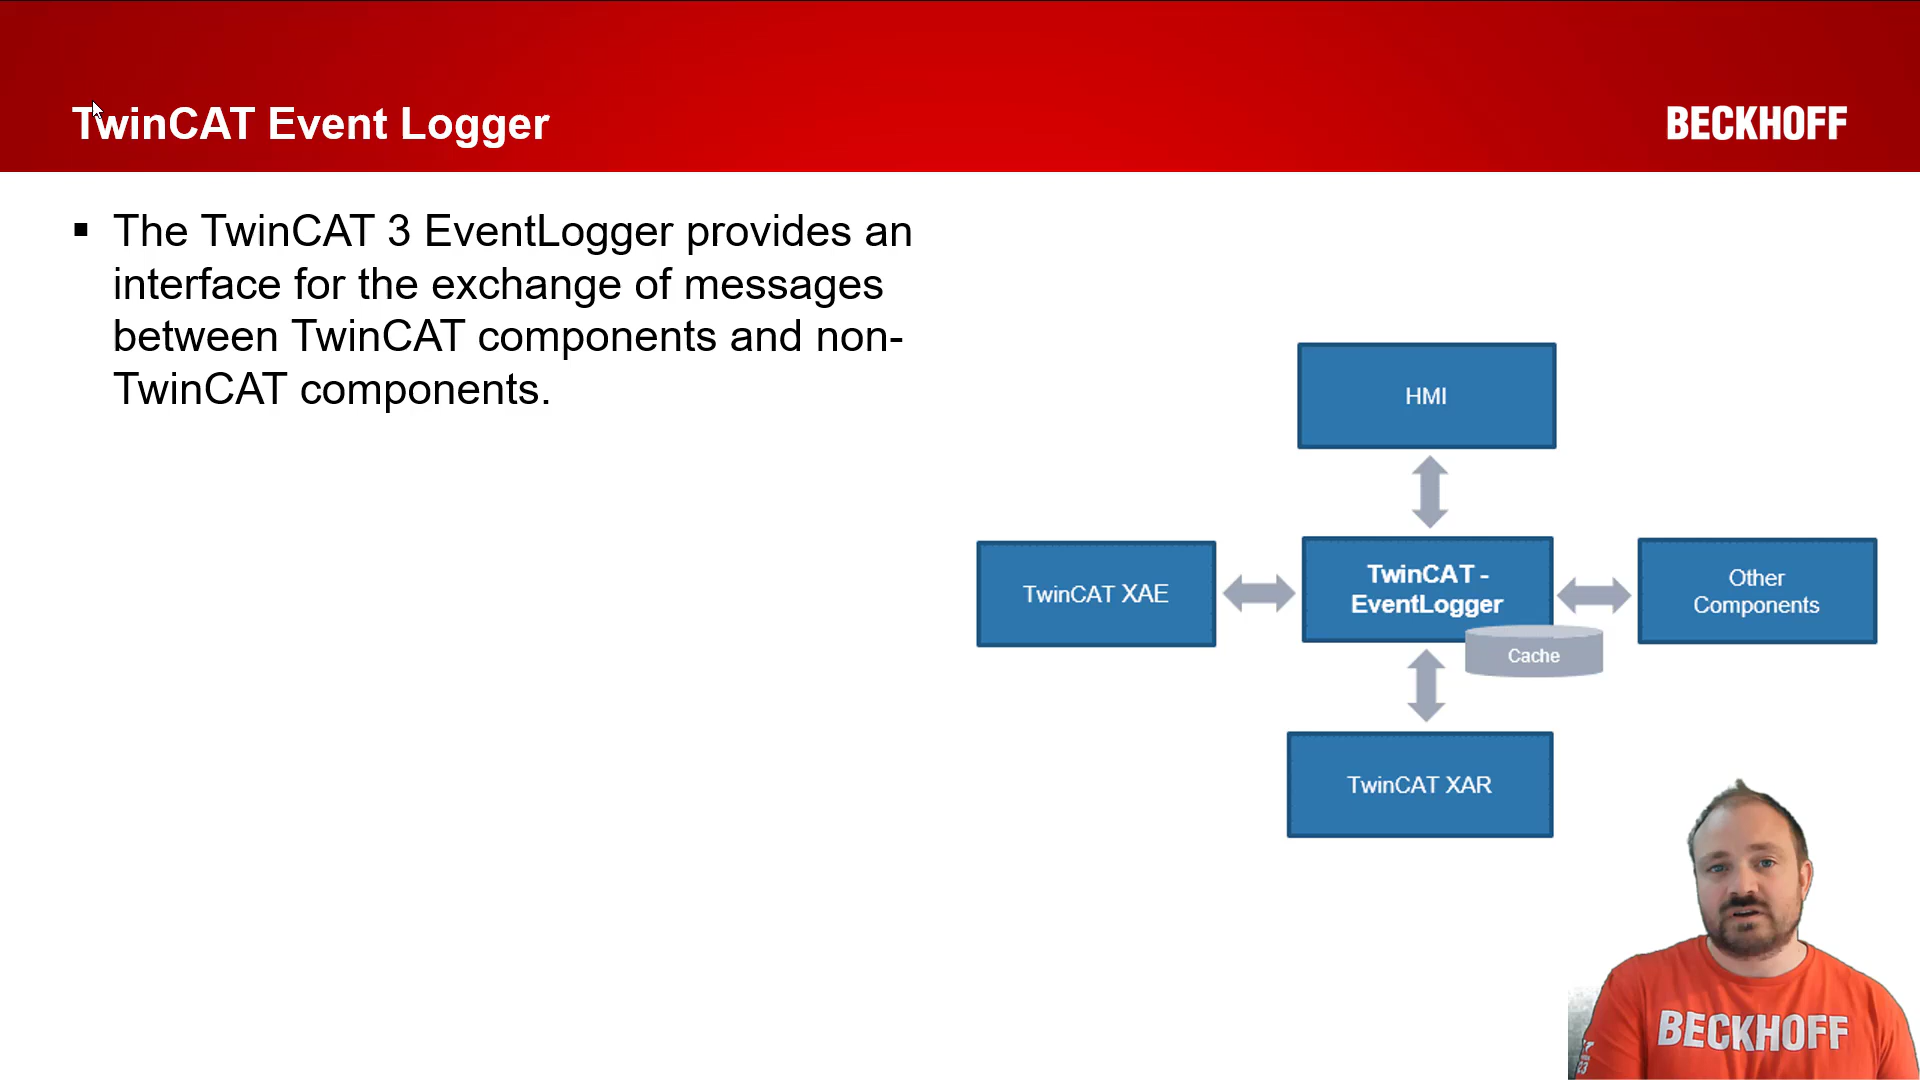 TwinCAT Event Logger
BECKHOFF
▪ The TwinCAT 3 EventLogger provides an
interface for the exchange of messages
between TwinCAT components and non-
TwinCAT components.
HMI
TwinCAT XAE
TwinCAT -
EventLogger
Other
Components
Cache
TwinCAT XAR
BECKHOFF